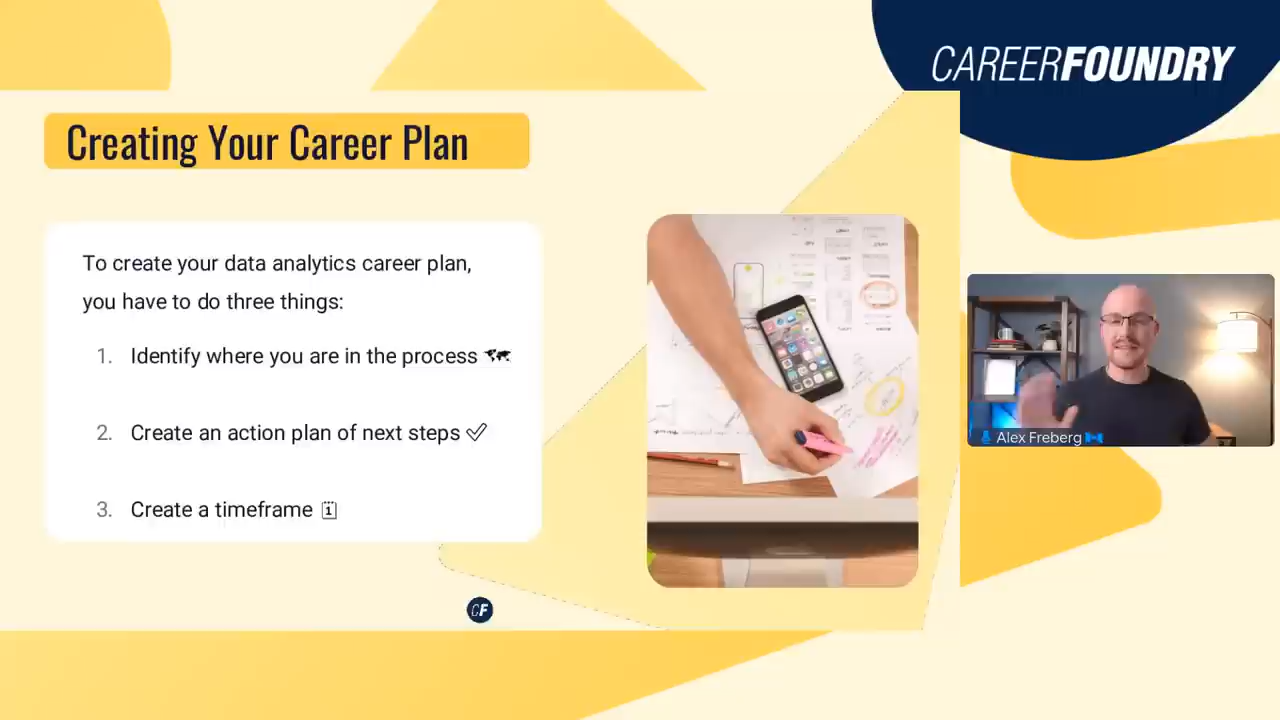 CAREERFOUNDRY
Creating Your Career Plan
To create your data analytics career plan,
you have to do three things:
1. Identify where you are in the process
2. Create an action plan of next steps
3. Create a timeframe
Alex Freberg
CF